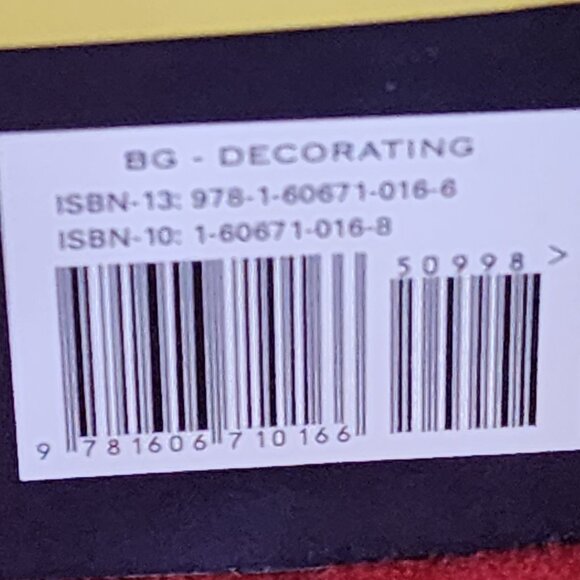 BG - DECORATING
ISBN-13: 978-1-60671-016-6
ISBN-10: 1-60671-016-8
50998 >
9 781606 710166